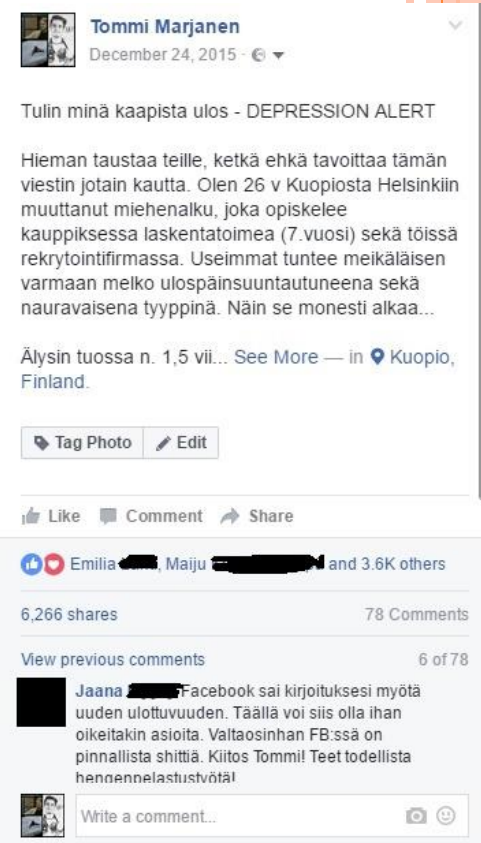 Tommi Marjanen
December 24, 2015 ·
Tulin minä kaapista ulos - DEPRESSION ALERT
Hieman taustaa teille, ketkä ehkä tavoittaa tämän
viestin jotain kautta. Olen 26 v Kuopiosta Helsinkiin
muuttanut miehenalku, joka opiskelee
kauppiksessa laskentatoimea (7.vuosi) sekä töissä
rekrytointifirmassa. Useimmat tuntee meikäläisen
varmaan melko ulospäinsuuntautuneena sekä
nauravaisena tyyppinä. Näin se monesti alkaa...
Älysin tuossa n. 1,5 vii... See More — in Kuopio,
Finland.
Tag Photo Edit
Like Comment Share
Emilia , Maiju and 3.6K others
6,266 shares 78 Comments
View previous comments 6 of 78
Jaana Facebook sai kirjoituksesi myötä
uuden ulottuvuuden. Täällä voi siis olla ihan
oikeitakin asioita. Valtaosinhan FB:ssä on
pinnallista shittiä. Kiitos Tommi! Teet todellista
hengenpelastustyötä!
Write a comment...